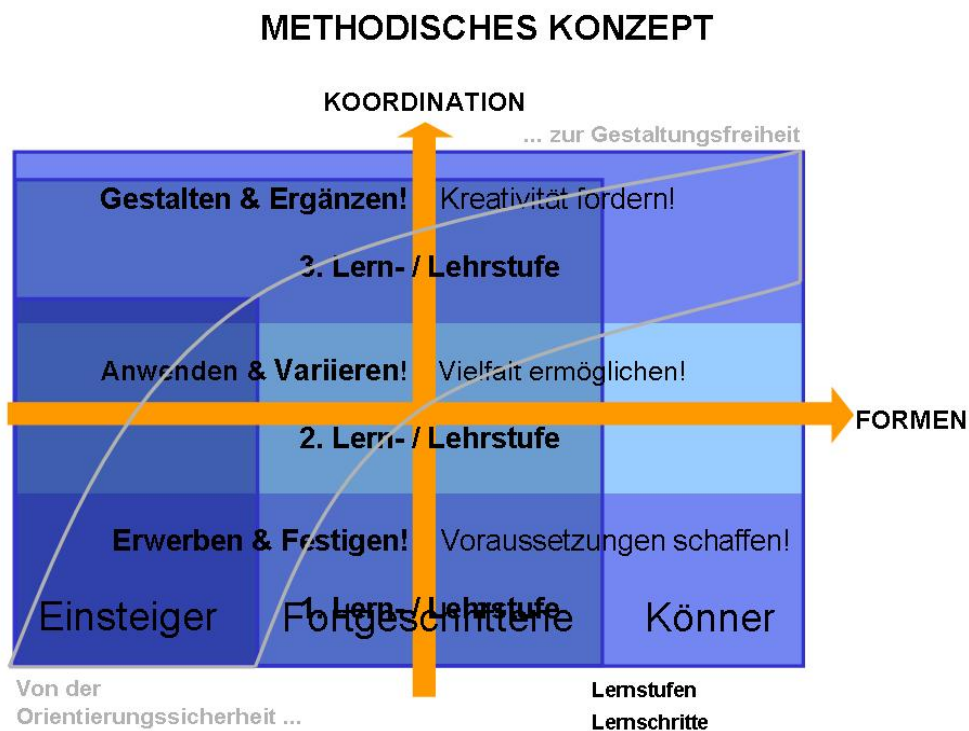 METHODISCHES KONZEPT
KOORDINATION
... zur Gestaltungsfreiheit
Gestalten & Ergänzen! Kreativität fordern!
3. Lern- / Lehrstufe
Anwenden & Variieren! Vielfalt ermöglichen!
FORMEN
2. Lern- / Lehrstufe
Erwerben & Festigen! Voraussetzungen schaffen!
1. Lern- / Lehrstufe
Einsteiger Fortgeschrittene Könner
Von der
Orientierungssicherheit ...
Lernstufen
Lernschritte